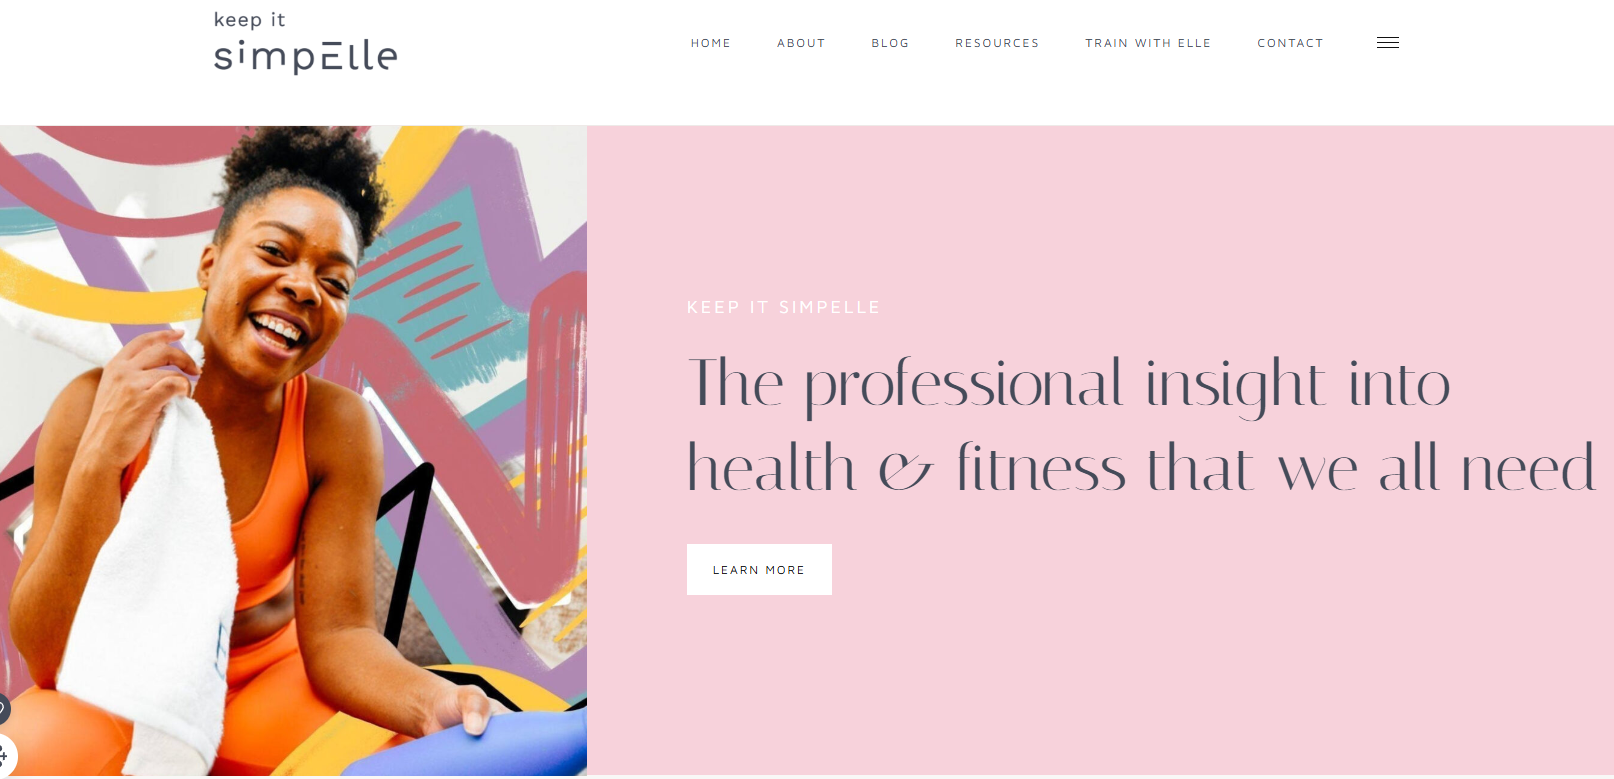 keep it
simpElle
HOME ABOUT BLOG RESOURCES TRAIN WITH ELLE CONTACT
KEEP IT SIMPELLE
The professional insight into
health & fitness that we all need
LEARN MORE